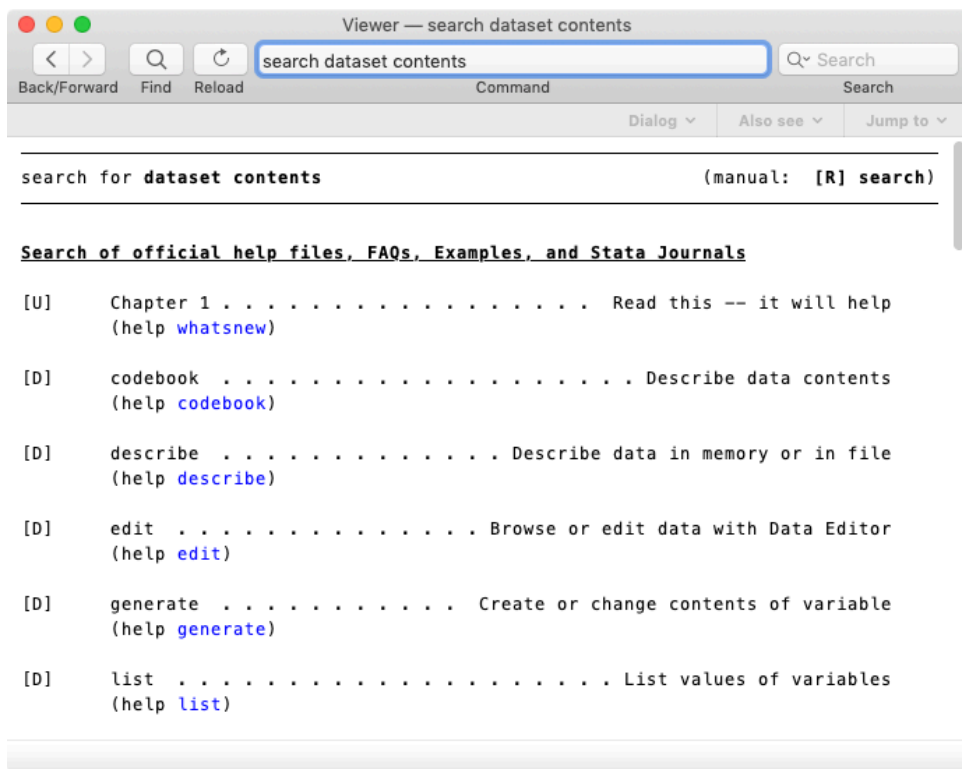 Viewer — search dataset contents
search dataset contents
Search
Back/Forward Find Reload Command Search
Dialog Also see Jump to
search for dataset contents (manual: [R] search)
Search of official help files, FAQs, Examples, and Stata Journals
[U] Chapter 1 . . . . . . . . . . . . . . . . . Read this -- it will help
(help whatsnew)
[D] codebook . . . . . . . . . . . . . . . . . . . Describe data contents
(help codebook)
[D] describe . . . . . . . . . . . . . Describe data in memory or in file
(help describe)
[D] edit . . . . . . . . . . . . . . Browse or edit data with Data Editor
(help edit)
[D] generate . . . . . . . . . . . Create or change contents of variable
(help generate)
[D] list . . . . . . . . . . . . . . . . . . . . List values of variables
(help list)